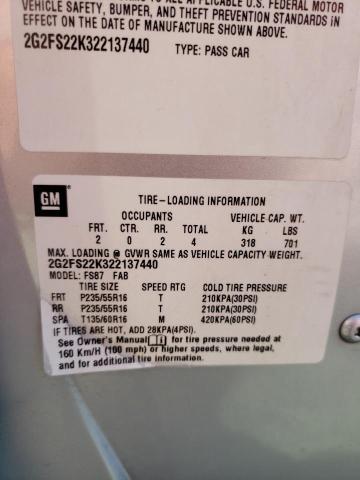 VEHICLE SAFETY, BUMPER, AND THEFT PREVENTION STANDARDS IN
EFFECT ON THE DATE OF MANUFACTURE SHOWN ABOVE.
2G2FS22K322137440 TYPE: PASS CAR
GM
TIRE-LOADING INFORMATION
OCCUPANTS VEHICLE CAP. WT.
FRT. CTR. RR. TOTAL KG LBS
2 0 2 4 318 701
MAX. LOADING @ GVWR SAME AS VEHICLE CAPACITY WEIGHT.
2G2FS22K322137440
MODEL: FS87 FAB
TIRE SIZE SPEED RTG COLD TIRE PRESSURE
FRT P235/55R16 T 210KPA(30PSI)
RR P235/55R16 T 210KPA(30PSI)
SPA T135/60R16 M 420KPA(60PSI)
IF TIRES ARE HOT, ADD 28KPA(4PSI).
See Owner's Manual for tire pressure needed at
160 Km/H (100 mph) or higher speeds, where legal,
and for additional tire information.